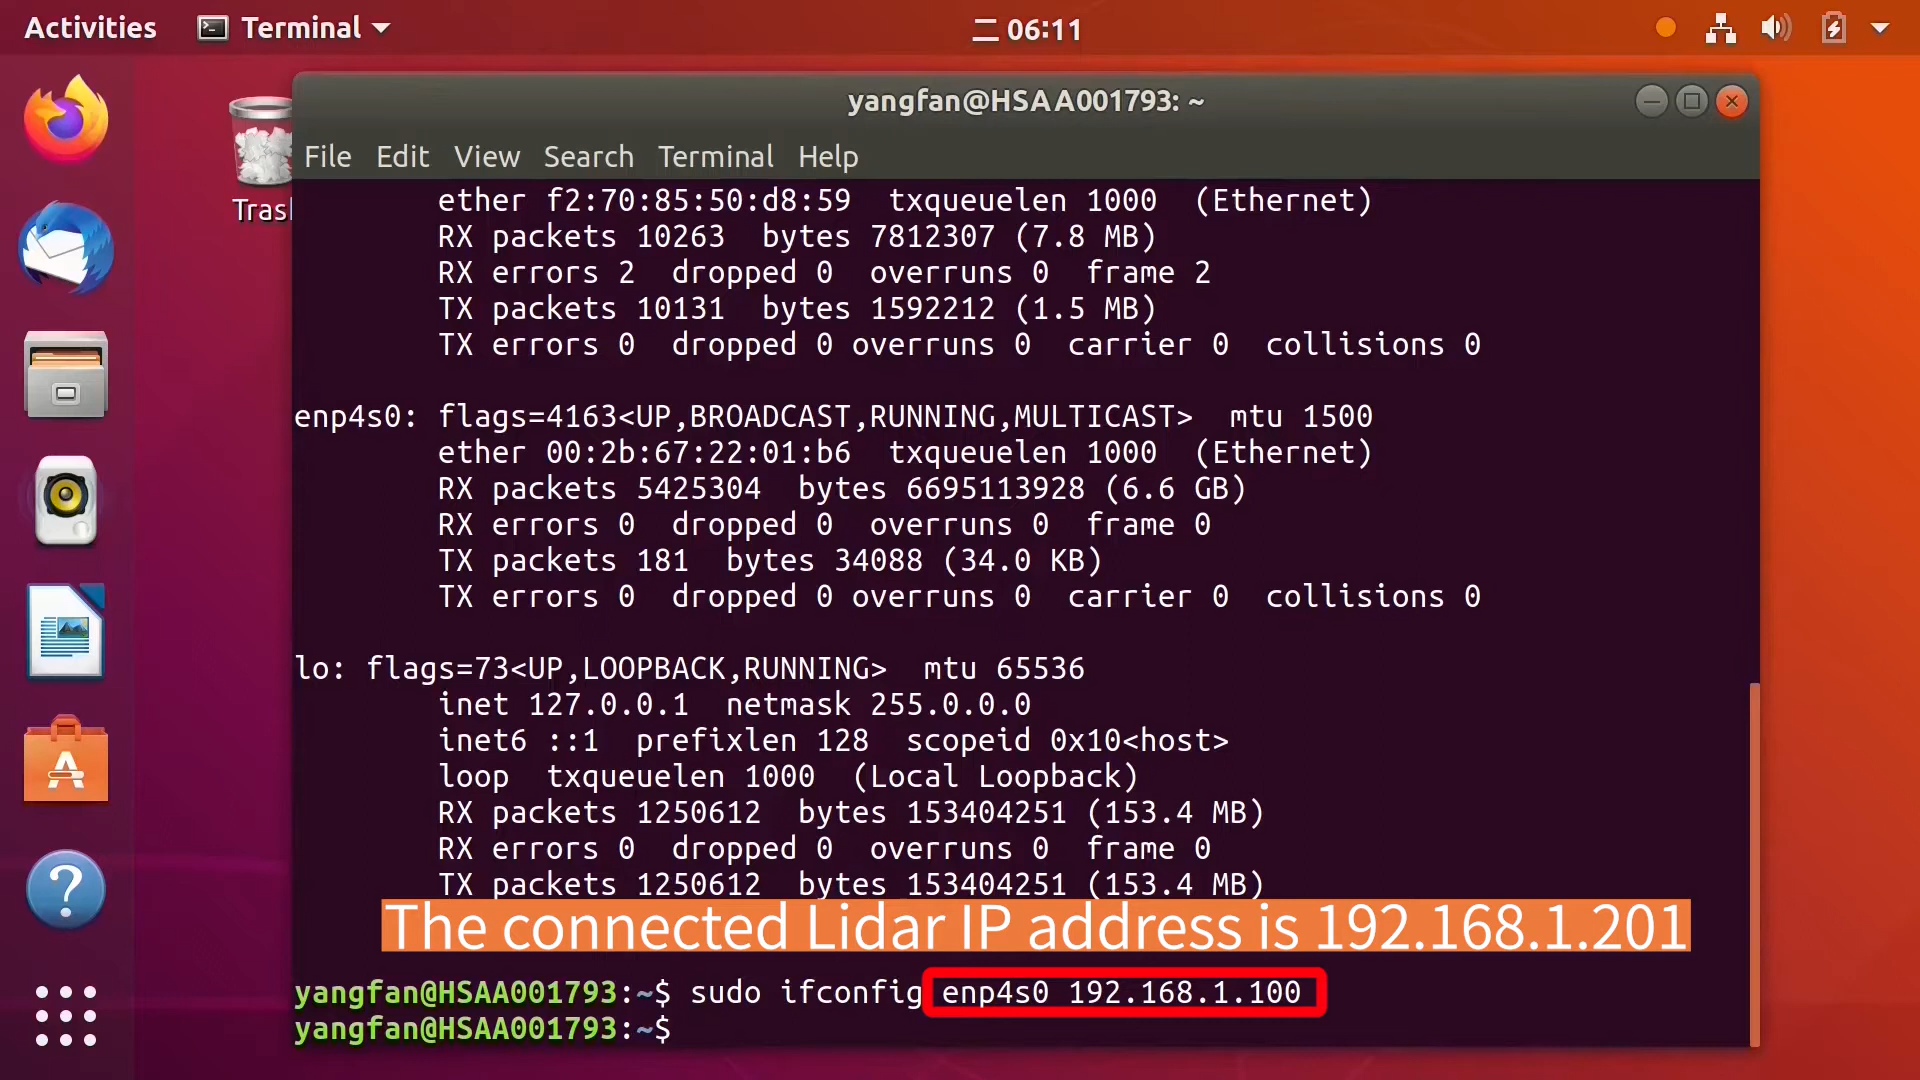 Activities Terminal 二 06:11
yangfan@HSAA001793: ~
File Edit View Search Terminal Help
Trash
ether f2:70:85:50:d8:59 txqueuelen 1000 (Ethernet)
RX packets 10263 bytes 7812307 (7.8 MB)
RX errors 2 dropped 0 overruns 0 frame 2
TX packets 10131 bytes 1592212 (1.5 MB)
TX errors 0 dropped 0 overruns 0 carrier 0 collisions 0
enp4s0: flags=4163<UP,BROADCAST,RUNNING,MULTICAST> mtu 1500
ether 00:2b:67:22:01:b6 txqueuelen 1000 (Ethernet)
RX packets 5425304 bytes 6695113928 (6.6 GB)
RX errors 0 dropped 0 overruns 0 frame 0
TX packets 181 bytes 34088 (34.0 KB)
TX errors 0 dropped 0 overruns 0 carrier 0 collisions 0
lo: flags=73<UP,LOOPBACK,RUNNING> mtu 65536
inet 127.0.0.1 netmask 255.0.0.0
inet6 ::1 prefixlen 128 scopeid 0x10<host>
loop txqueuelen 1000 (Local Loopback)
RX packets 1250612 bytes 153404251 (153.4 MB)
RX errors 0 dropped 0 overruns 0 frame 0
TX packets 1250612 bytes 153404251 (153.4 MB)
The connected Lidar IP address is 192.168.1.201
yangfan@HSAA001793:~$ sudo ifconfig enp4s0 192.168.1.100
yangfan@HSAA001793:~$